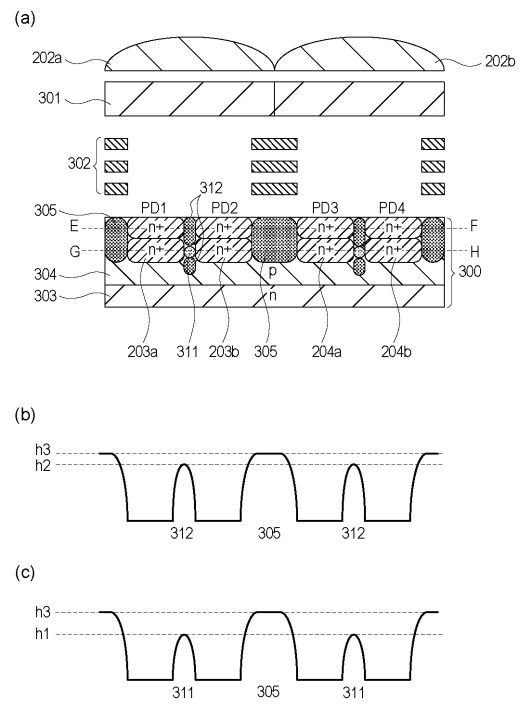 (a)
202a
202b
301
302
312
305 PD1 PD2 PD3 PD4
E n+ n+ n+ n+ F
G n+ n+ n+ n+ H
304 p 300
303 n
203a 311 203b 305 204a 204b
(b)
h3
h2
312 305 312
(c)
h3
h1
311 305 311